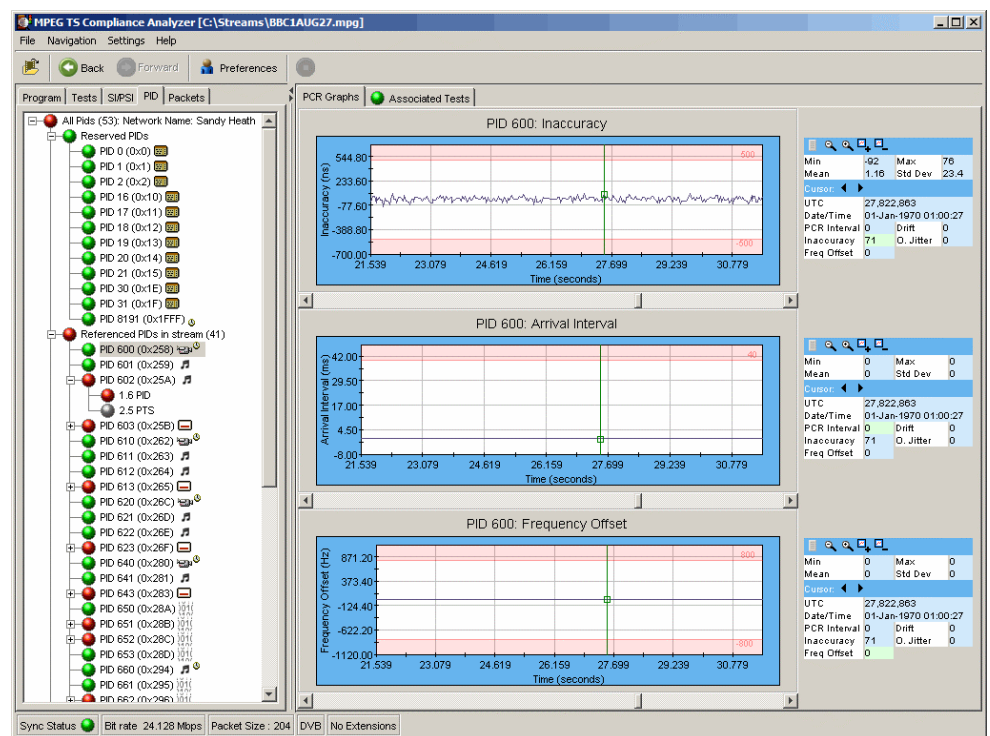 MPEG TS Compliance Analyzer [C:\Streams\BBC1AUG27.mpg]
File Navigation Settings Help
Back Forward Preferences
Program Tests SI/PSI PID Packets
All Pids (53): Network Name: Sandy Heath
Reserved PIDs
PID 0 (0x0)
PID 1 (0x1)
PID 2 (0x2)
PID 16 (0x10)
PID 17 (0x11)
PID 18 (0x12)
PID 19 (0x13)
PID 20 (0x14)
PID 21 (0x15)
PID 30 (0x1E)
PID 31 (0x1F)
PID 8191 (0x1FFF)
Referenced PIDs in stream (41)
PID 600 (0x258)
PID 601 (0x259)
PID 602 (0x25A)
1.6 PID
2.5 PTS
PID 603 (0x25B)
PID 610 (0x262)
PID 611 (0x263)
PID 612 (0x264)
PID 613 (0x265)
PID 620 (0x26C)
PID 621 (0x26D)
PID 622 (0x26E)
PID 623 (0x26F)
PID 640 (0x280)
PID 641 (0x281)
PID 643 (0x283)
PID 650 (0x28A)
PID 651 (0x28B)
PID 652 (0x28C)
PID 653 (0x28D)
PID 660 (0x294)
PID 661 (0x295)
PID 662 (0x296)
PCR Graphs Associated Tests
PID 600: Inaccuracy
Inaccuracy (ns)
544.80
233.60
-77.60
-388.80
-700.00
500
-500
21.539 23.079 24.619 26.159 27.699 29.239 30.779
Time (seconds)
Min -92 Max 76
Mean 1.16 Std Dev 23.4
Cursor:
UTC 27,822,863
Date/Time 01-Jan-1970 01:00:27
PCR Interval 0 Drift 0
Inaccuracy 71 O. Jitter 0
Freq Offset 0
PID 600: Arrival Interval
Arrival Interval (ms)
42.00
29.50
17.00
4.50
-8.00
40
21.539 23.079 24.619 26.159 27.699 29.239 30.779
Time (seconds)
Min 0 Max 0
Mean 0 Std Dev 0
Cursor:
UTC 27,822,863
Date/Time 01-Jan-1970 01:00:27
PCR Interval 0 Drift 0
Inaccuracy 71 O. Jitter 0
Freq Offset 0
PID 600: Frequency Offset
Frequency Offset (Hz)
871.20
373.40
-124.40
-622.20
-1120.00
800
-800
21.539 23.079 24.619 26.159 27.699 29.239 30.779
Time (seconds)
Min 0 Max 0
Mean 0 Std Dev 0
Cursor:
UTC 27,822,863
Date/Time 01-Jan-1970 01:00:27
PCR Interval 0 Drift 0
Inaccuracy 71 O. Jitter 0
Freq Offset 0
Sync Status Bit rate 24.128 Mbps Packet Size : 204 DVB No Extensions